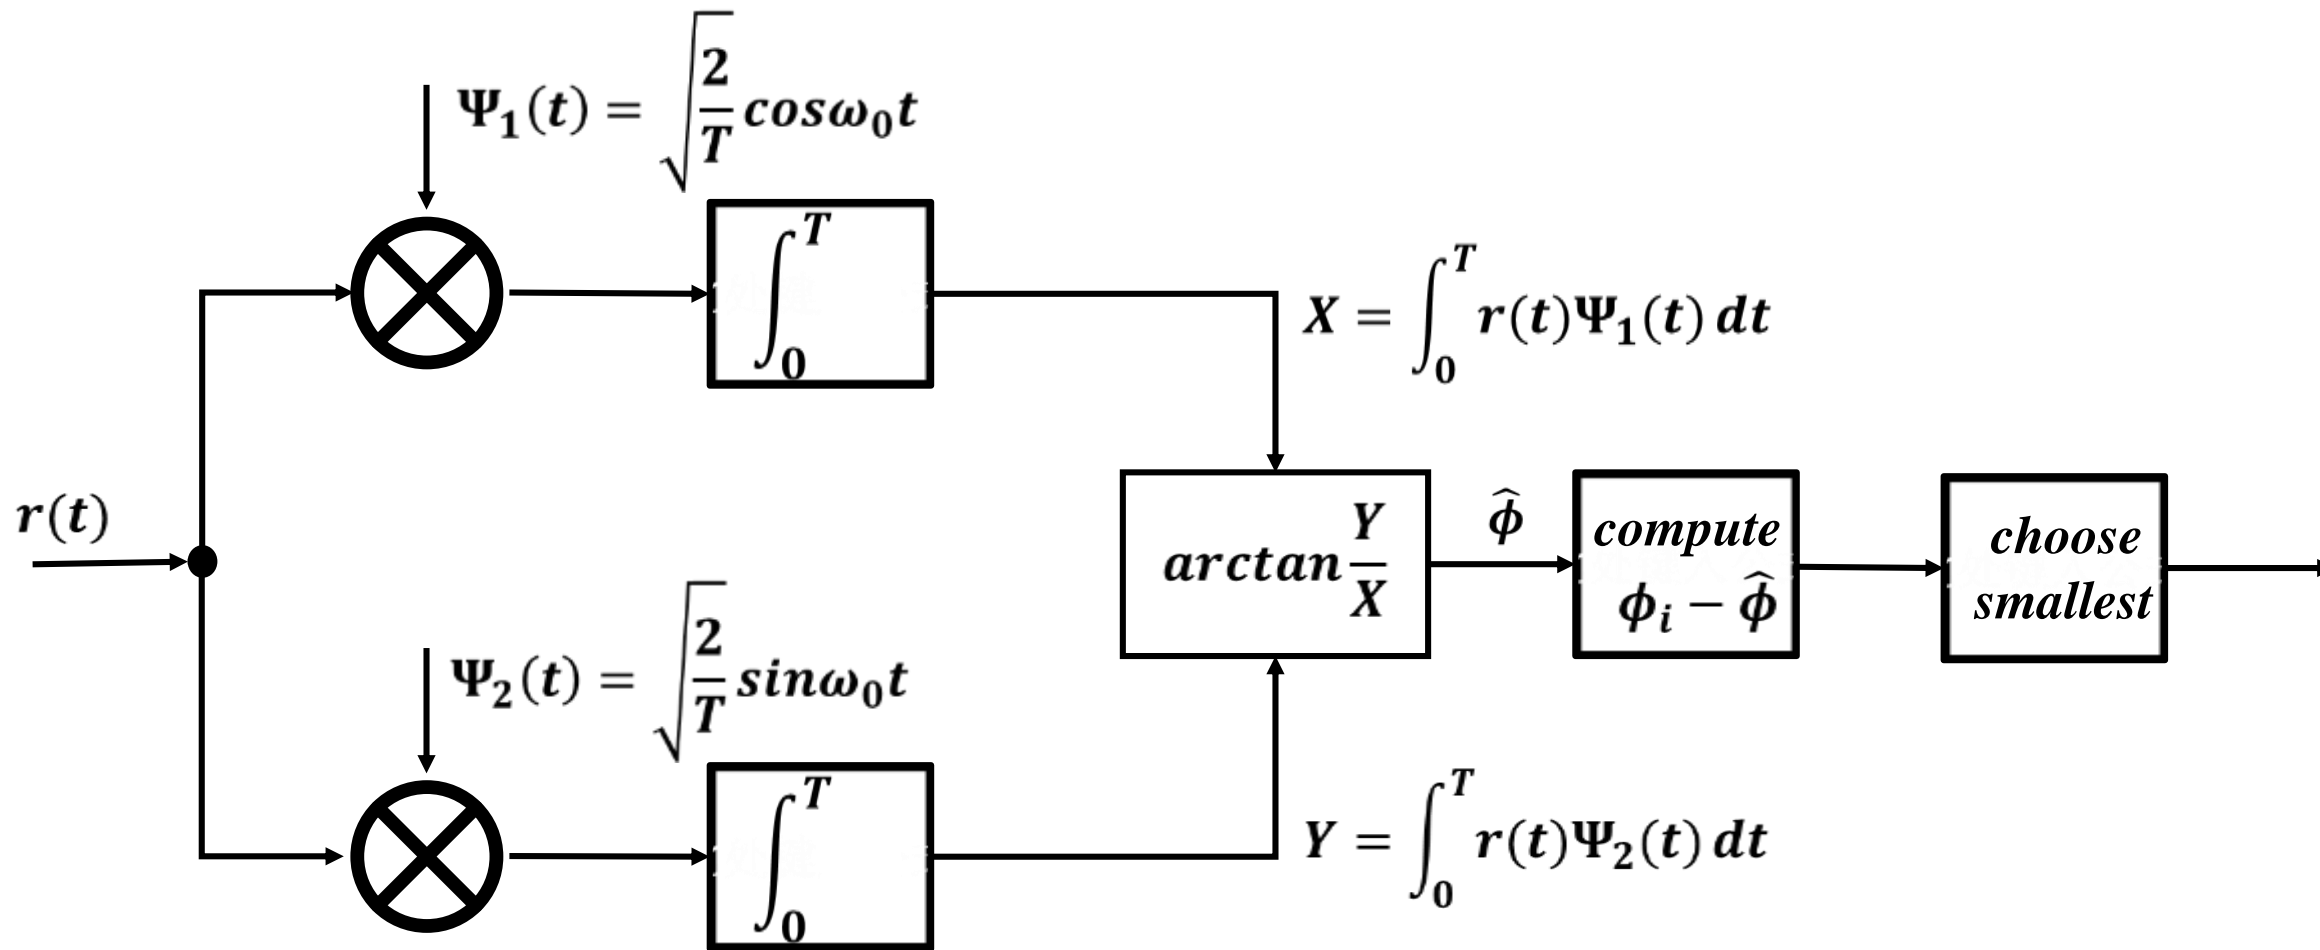 Ψ₁(t) = √(2/T) cosω₀t
∫₀ᵀ
X = ∫₀ᵀ r(t)Ψ₁(t) dt
r(t)
arctan Y/X
φ̂
compute
φᵢ − φ̂
choose
smallest
Ψ₂(t) = √(2/T) sinω₀t
∫₀ᵀ
Y = ∫₀ᵀ r(t)Ψ₂(t) dt